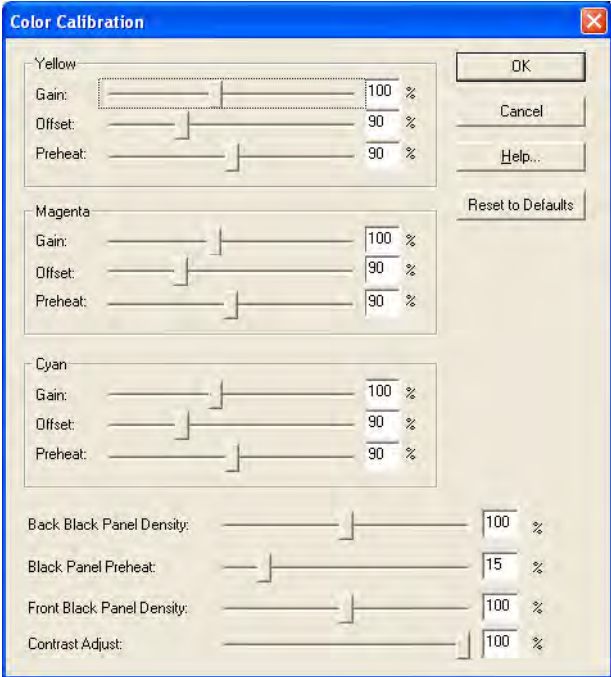 Color Calibration
Yellow
Gain: 100 %
Offset: 90 %
Preheat: 90 %
OK
Cancel
Help...
Reset to Defaults
Magenta
Gain: 100 %
Offset: 90 %
Preheat: 90 %
Cyan
Gain: 100 %
Offset: 90 %
Preheat: 90 %
Back Black Panel Density: 100 %
Black Panel Preheat: 15 %
Front Black Panel Density: 100 %
Contrast Adjust: 100 %